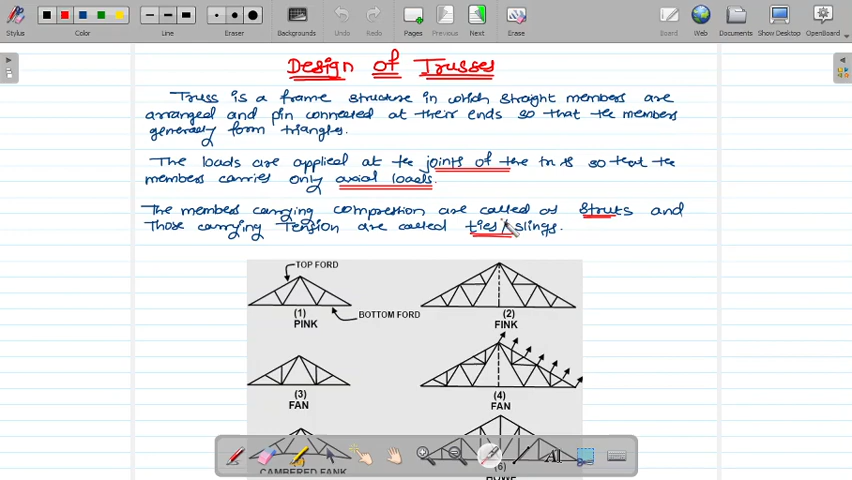 Board Web Documents Show Desktop OpenBoard
Stylus Color Line Eraser Backgrounds Undo Redo Pages Previous Next Erase
Design of Trusses
Truss is a frame structure in which straight members are
arranged and pin connected at their ends so that the members
generally form triangles.
The loads are applied at the joints of the so that the
members carries only axial loads.
The members carrying compression are called as struts and
Those carrying Tension are called ties/slings.
TOP FORD
BOTTOM FORD
(1)
PINK
(2)
FINK
(3)
FAN
(4)
FAN
CAMBERED FANK
(6)